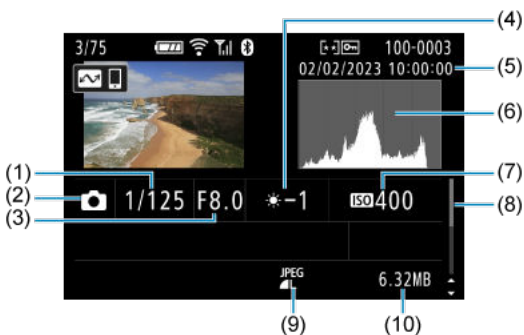 (4)
3/75 100-0003
02/02/2023 10:00:00 (5)
(6)
(1) (7)
(2) 1/125 F8.0 -1 ISO 400
(3) (8)
JPEG
L 6.32MB
(9) (10)